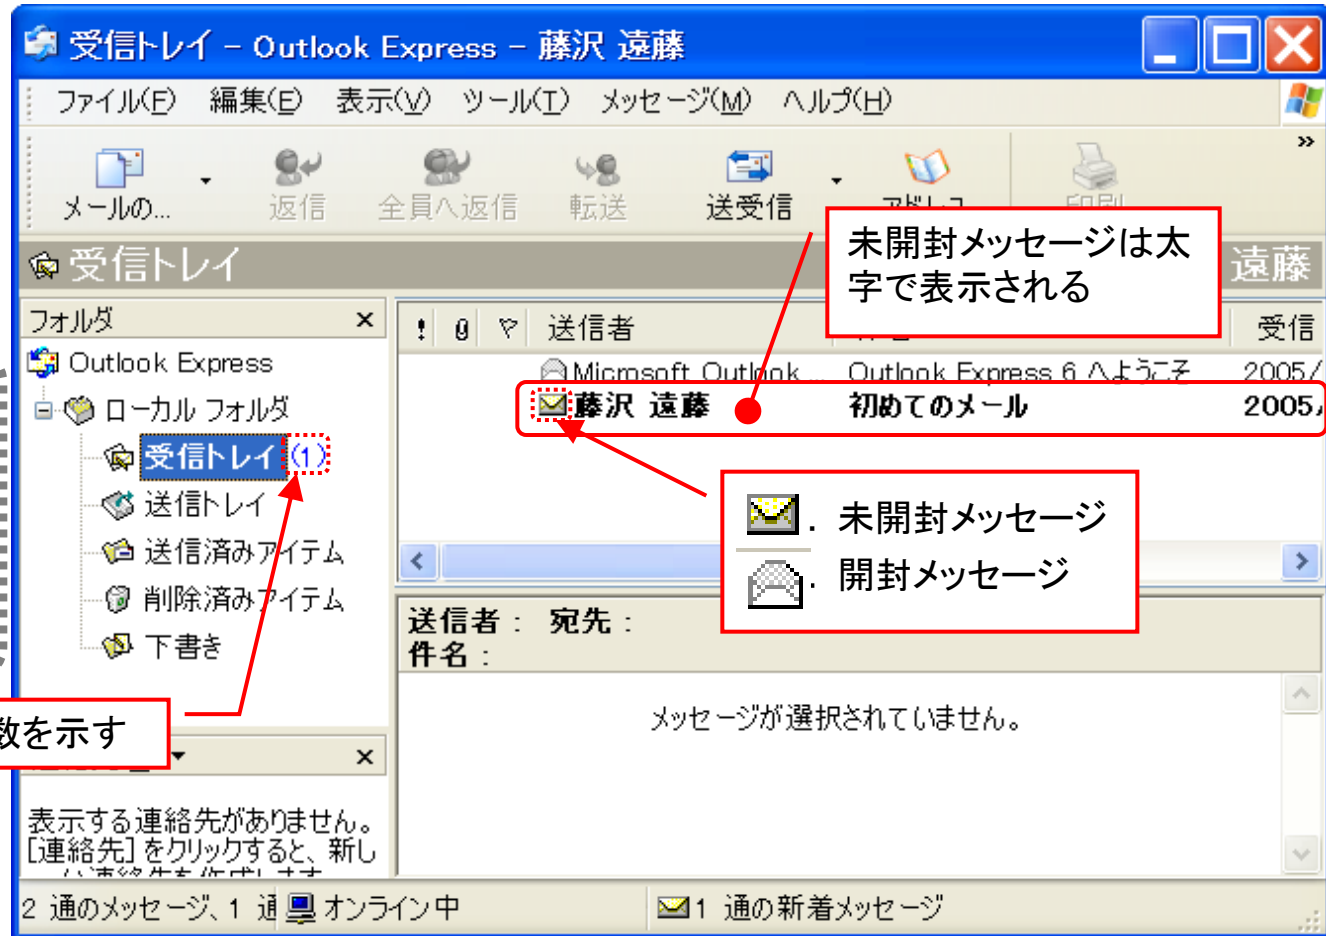 受信トレイ - Outlook Express - 藤沢 遠藤
ファイル(F) 編集(E) 表示(V) ツール(T) メッセージ(M) ヘルプ(H)
メールの... 返信 全員へ返信 転送 送受信
未開封メッセージは太
字で表示される
受信トレイ 遠藤
フォルダ
送信者 受信
Outlook Express
Microsoft Outlook ... Outlook Express 6 へようこそ 2005/
ローカル フォルダ
藤沢 遠藤 初めてのメール 2005
受信トレイ (1)
送信トレイ
送信済みアイテム
削除済みアイテム
下書き
. 未開封メッセージ
. 開封メッセージ
送信者 : 宛先 :
件名 :
メッセージが選択されていません。
数を示す
表示する連絡先がありません。
[連絡先] をクリックすると、新し
2 通のメッセージ、1 通 オンライン中 1 通の新着メッセージ